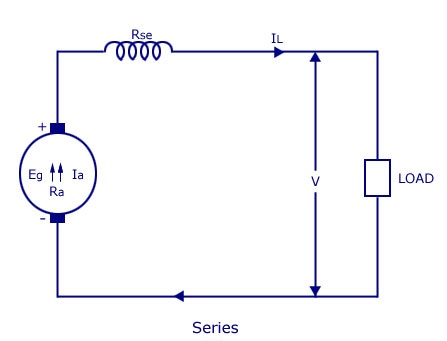 Rse
IL
+
Eg Ia
Ra
-
V
LOAD
Series